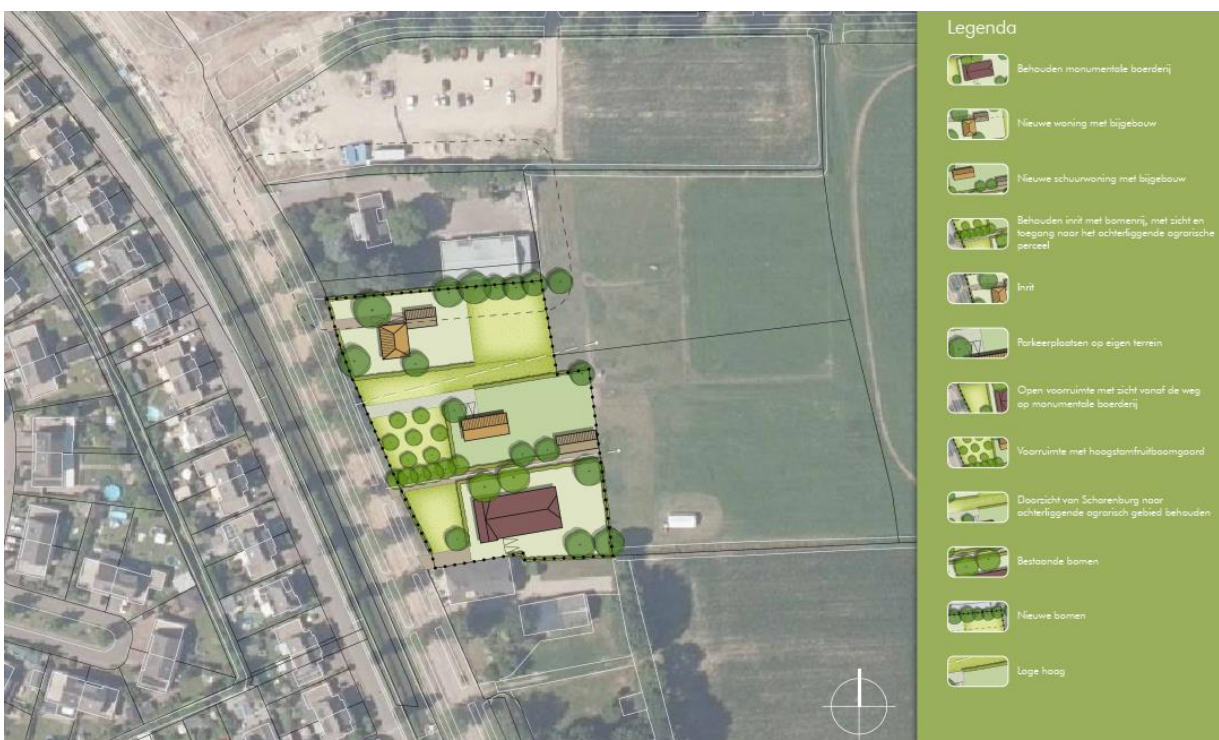 Legenda
Behouden monumentale boerderij
Nieuwe woning met bijgebouw
Nieuwe schuurwoning met bijgebouw
Behouden inrit met bomenrij, met zicht en
toegang naar het achterliggende agrarische
perceel
Inrit
Parkeerplaatsen op eigen terrein
Open voorruimte met zicht vanaf de weg
op monumentale boerderij
Voorruimte met hoogstamfruitboomgaard
Doorzicht van Scharenburg naar
achterliggende agrarisch gebied behouden
Bestaande bomen
Nieuwe bomen
Lage haag